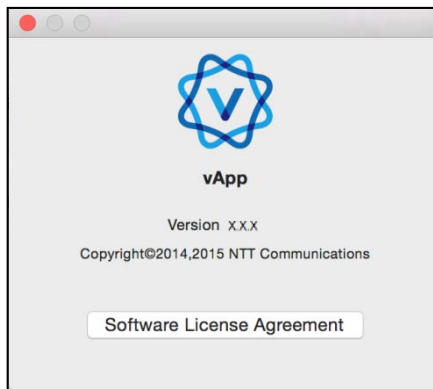 V
vApp
Version X.X.X
Copyright©2014,2015 NTT Communications
Software License Agreement